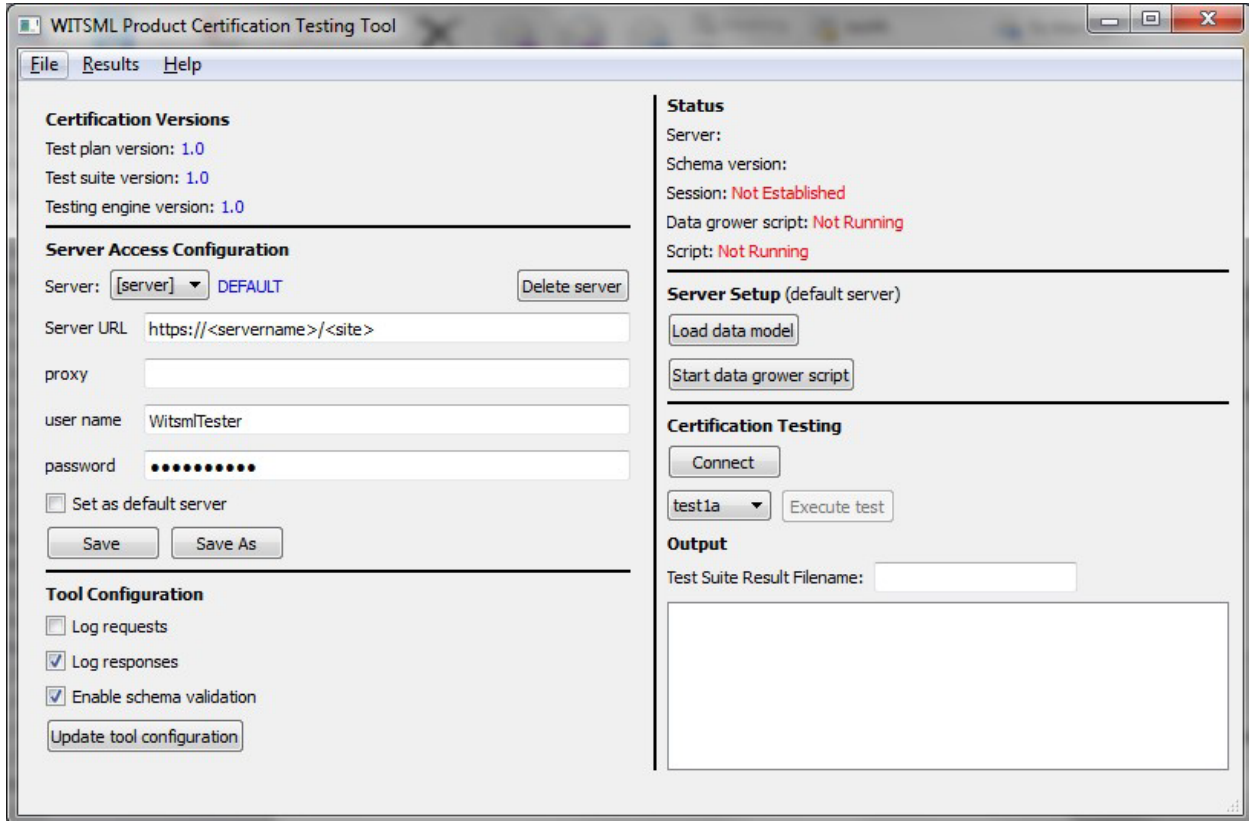 WITSML Product Certification Testing Tool
File Results Help
Certification Versions
Test plan version: 1.0
Test suite version: 1.0
Testing engine version: 1.0
Server Access Configuration
Server: [server] DEFAULT Delete server
Server URL https://<servername>/<site>
proxy
user name WitsmlTester
password ●●●●●●●●●●
Set as default server
Save Save As
Tool Configuration
Log requests
Log responses
Enable schema validation
Update tool configuration
Status
Server:
Schema version:
Session: Not Established
Data grower script: Not Running
Script: Not Running
Server Setup (default server)
Load data model
Start data grower script
Certification Testing
Connect
test1a Execute test
Output
Test Suite Result Filename: